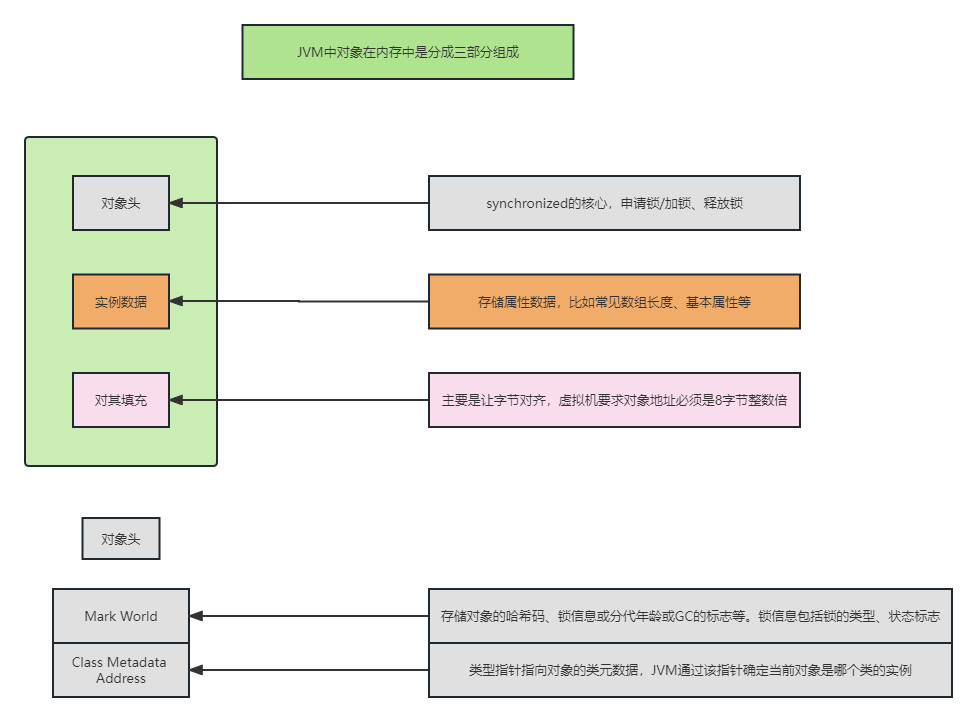 JVM中对象在内存中是分成三部分组成
对象头
synchronized的核心，申请锁/加锁、释放锁
实例数据
存储属性数据，比如常见数组长度、基本属性等
对其填充
主要是让字节对齐，虚拟机要求对象地址必须是8字节整数倍
对象头
Mark World
存储对象的哈希码、锁信息或分代年龄或GC的标志等。锁信息包括锁的类型、状态标志
Class Metadata
Address
类型指针指向对象的类元数据，JVM通过该指针确定当前对象是哪个类的实例